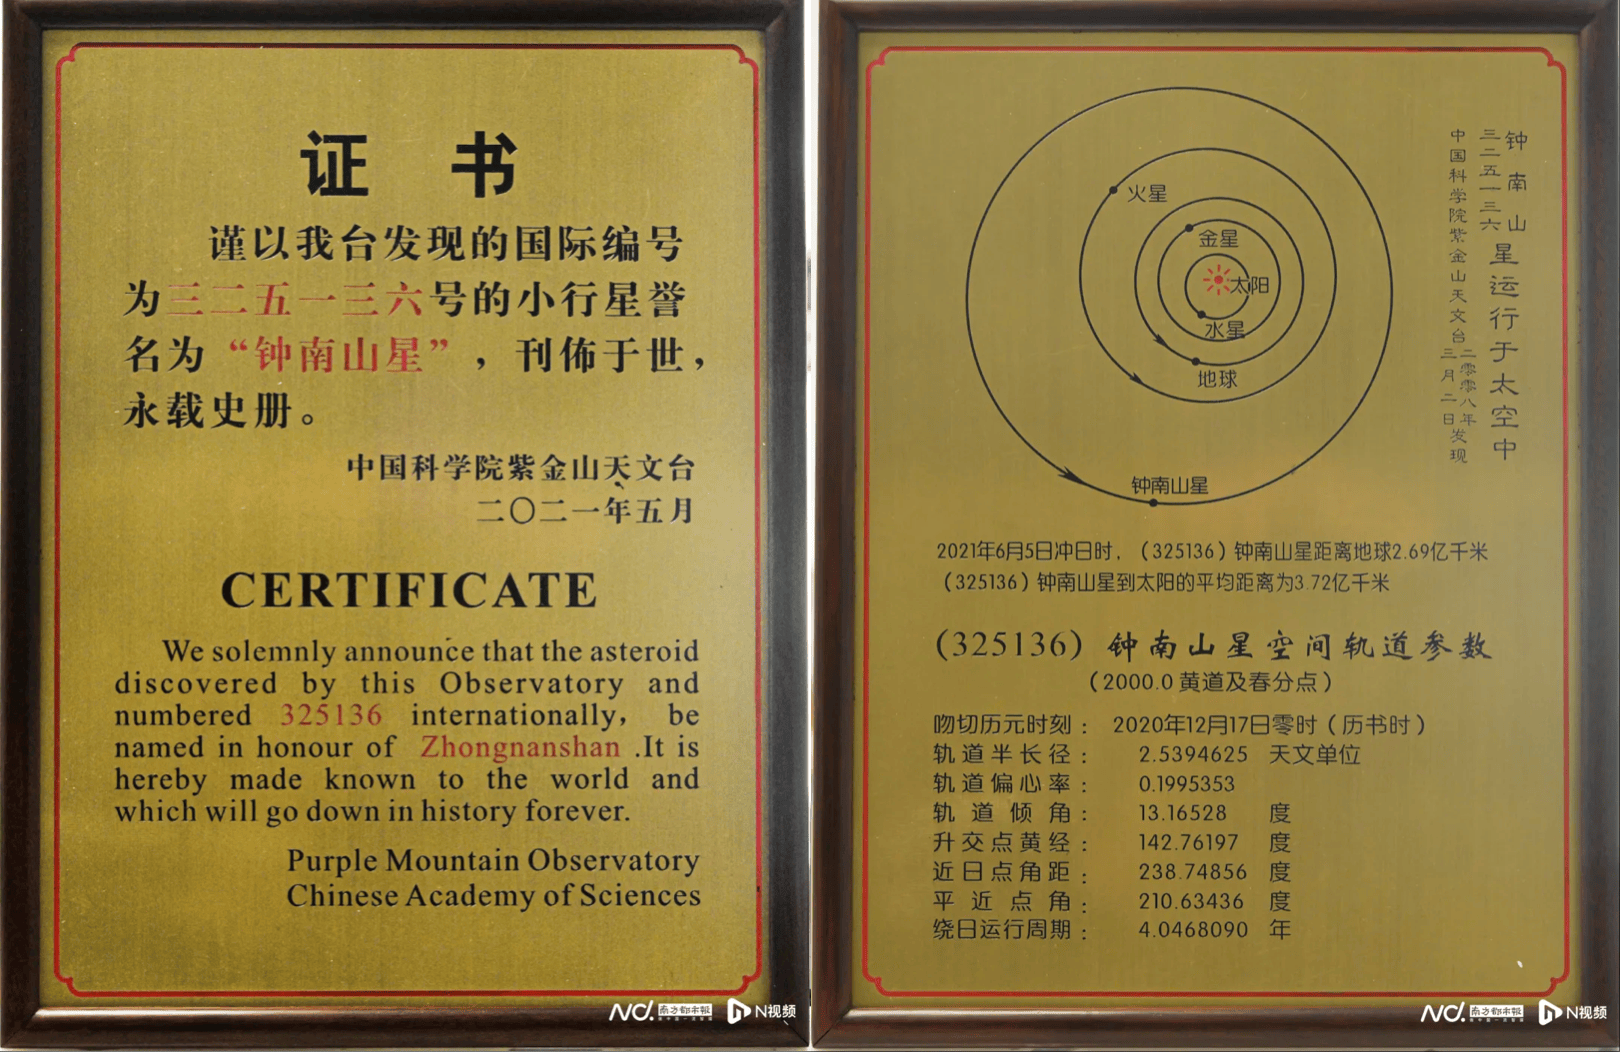 证 书
谨以我台发现的国际编号
为三二五一三六号的小行星誉
名为“钟南山星”，刊佈于世，
永载史册。
中国科学院紫金山天文台
二〇二一年五月
CERTIFICATE
We solemnly announce that the asteroid
discovered by this Observatory and
numbered 325136 internationally, be
named in honour of Zhongnanshan .It is
hereby made known to the world and
which will go down in history forever.
Purple Mountain Observatory
Chinese Academy of Sciences
Nd. 南方都市报
N视频
钟南山
三二五一三六
星运行于太空中
中国科学院紫金山天文台
二零零八年
三月二日
发现
火星
金星
太阳
水星
地球
钟南山星
2021年6月5日冲日时，（325136）钟南山星距离地球2.69亿千米
（325136）钟南山星到太阳的平均距离为3.72亿千米
(325136) 钟南山星空间轨道参数
（2000.0 黄道及春分点）
吻切历元时刻： 2020年12月17日零时（历书时）
轨道半长径： 2.5394625 天文单位
轨道偏心率： 0.1995353
轨道倾角： 13.16528 度
升交点黄经： 142.76197 度
近日点角距： 238.74856 度
平近点角： 210.63436 度
绕日运行周期： 4.0468090 年
Nd. 南方都市报
N视频